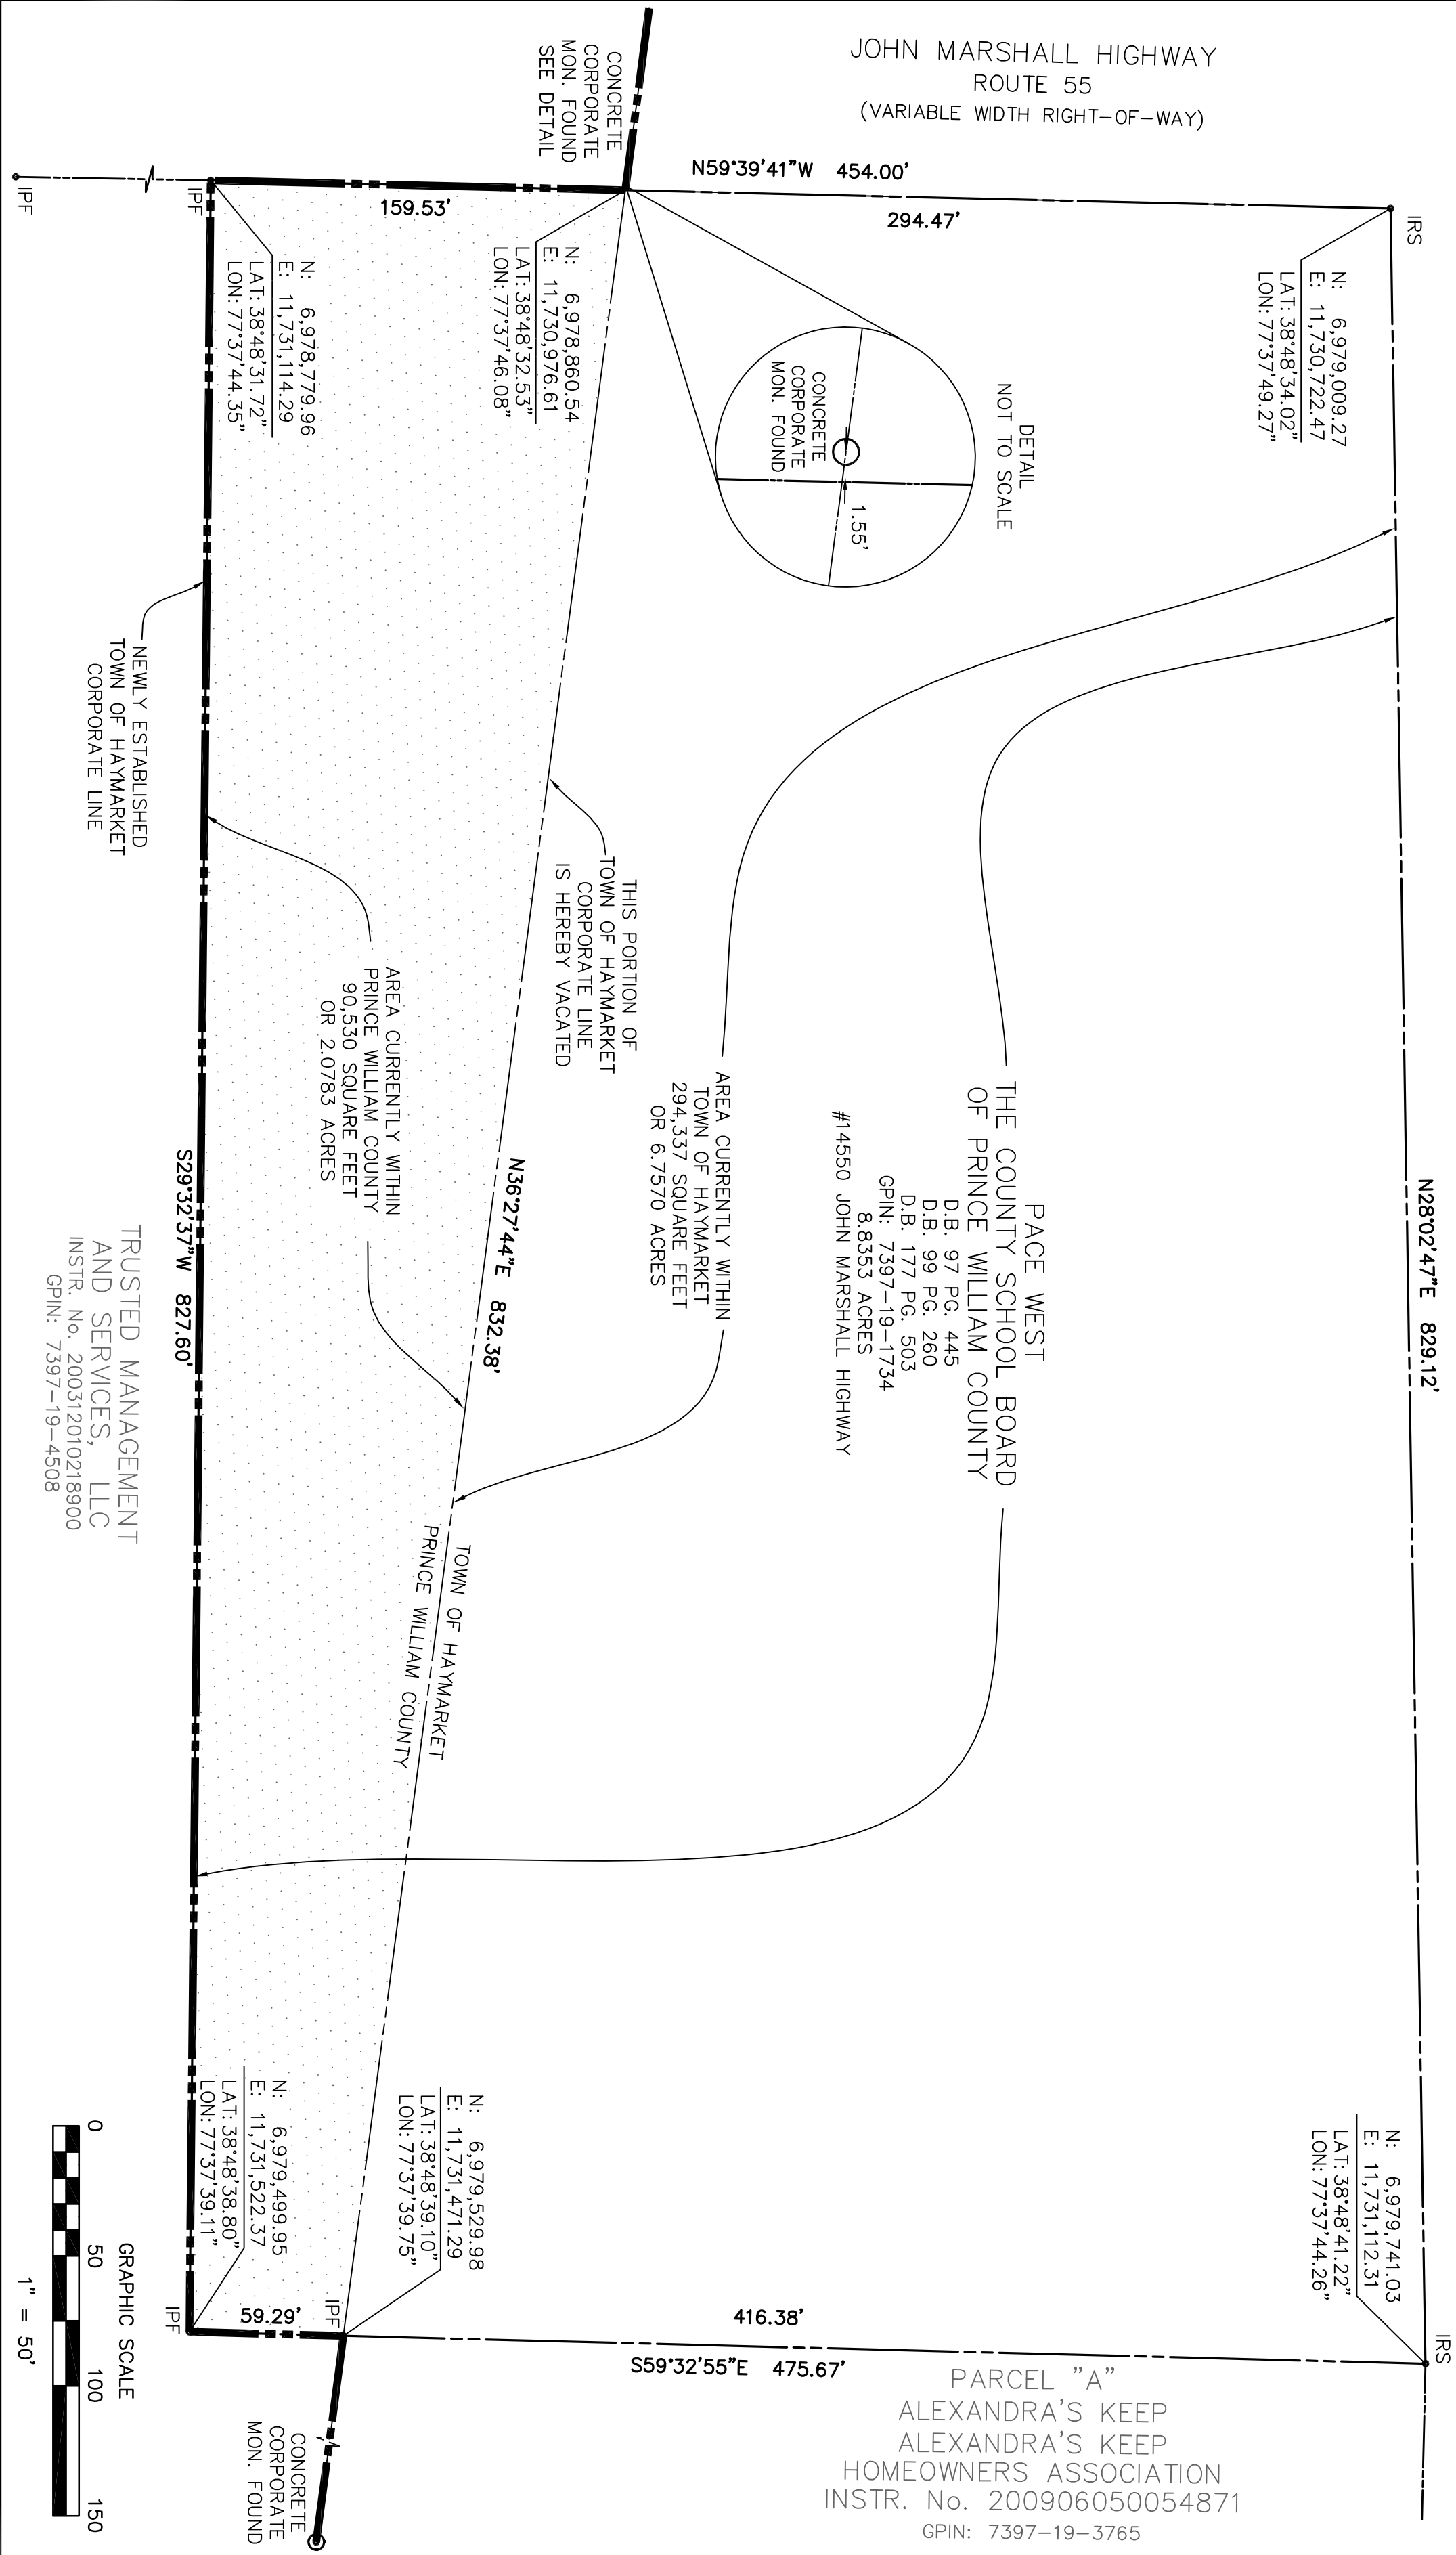 JOHN MARSHALL HIGHWAY
ROUTE 55
(VARIABLE WIDTH RIGHT-OF-WAY)
CONCRETE
CORPORATE
MON. FOUND
SEE DETAIL
N59°39'41"W 454.00'
294.47'
159.53'
IPF
IPF
IRS
N: 6,979,009.27
E: 11,730,722.47
LAT: 38°48'34.02"
LON: 77°37'49.27"
N: 6,978,860.54
E: 11,730,976.61
LAT: 38°48'32.53"
LON: 77°37'46.08"
N: 6,978,779.96
E: 11,731,114.29
LAT: 38°48'31.72"
LON: 77°37'44.35"
DETAIL
NOT TO SCALE
CONCRETE
CORPORATE
MON. FOUND
1.55'
NEWLY ESTABLISHED
TOWN OF HAYMARKET
CORPORATE LINE
THIS PORTION OF
TOWN OF HAYMARKET
CORPORATE LINE
IS HEREBY VACATED
AREA CURRENTLY WITHIN
PRINCE WILLIAM COUNTY
90,530 SQUARE FEET
OR 2.0783 ACRES
AREA CURRENTLY WITHIN
TOWN OF HAYMARKET
294,337 SQUARE FEET
OR 6.7570 ACRES
PACE WEST
THE COUNTY SCHOOL BOARD
OF PRINCE WILLIAM COUNTY
D.B. 97 PG. 445
D.B. 99 PG. 260
D.B. 177 PG. 503
GPIN: 7397-19-1734
8.8353 ACRES
#14550 JOHN MARSHALL HIGHWAY
N28°02'47"E 829.12'
N36°27'44"E 832.38'
S29°32'37"W 827.60'
TRUSTED MANAGEMENT
AND SERVICES, LLC
INSTR. No. 200312010218900
GPIN: 7397-19-4508
TOWN OF HAYMARKET
PRINCE WILLIAM COUNTY
N: 6,979,741.03
E: 11,731,112.31
LAT: 38°48'41.22"
LON: 77°37'44.26"
N: 6,979,529.98
E: 11,731,471.29
LAT: 38°48'39.10"
LON: 77°37'39.75"
N: 6,979,499.95
E: 11,731,522.37
LAT: 38°48'38.80"
LON: 77°37'39.11"
IRS
IPF
IPF
59.29'
416.38'
S59°32'55"E 475.67'
PARCEL "A"
ALEXANDRA'S KEEP
ALEXANDRA'S KEEP
HOMEOWNERS ASSOCIATION
INSTR. No. 200906050054871
GPIN: 7397-19-3765
CONCRETE
CORPORATE
MON. FOUND
GRAPHIC SCALE
0 50 100 150
1" = 50'